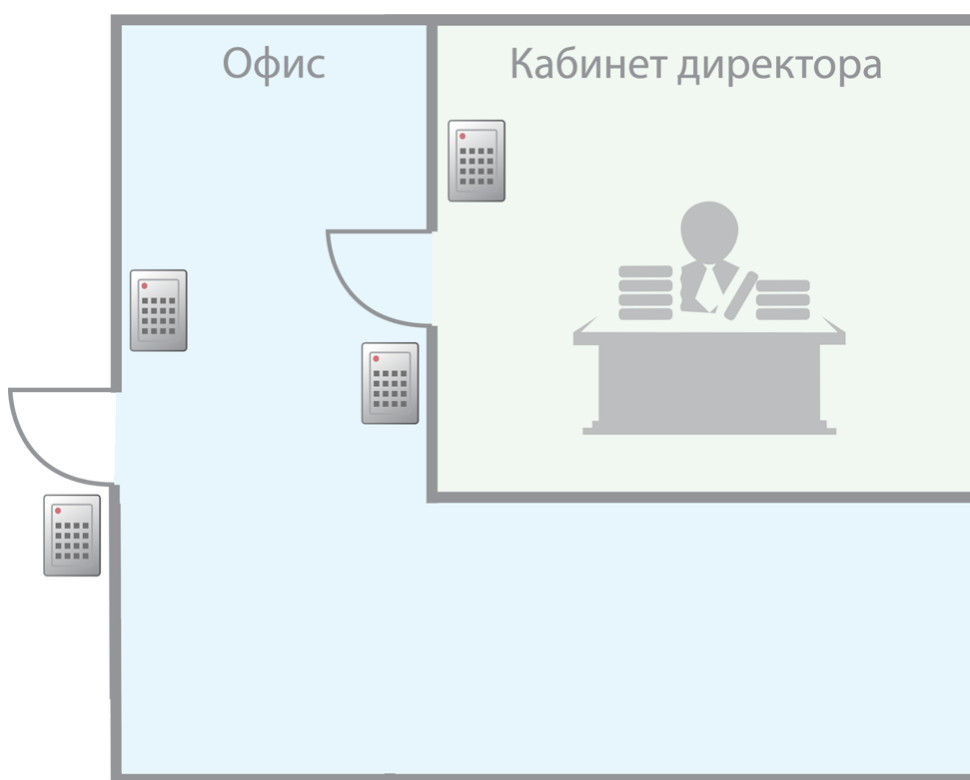 Офис
Кабинет директора